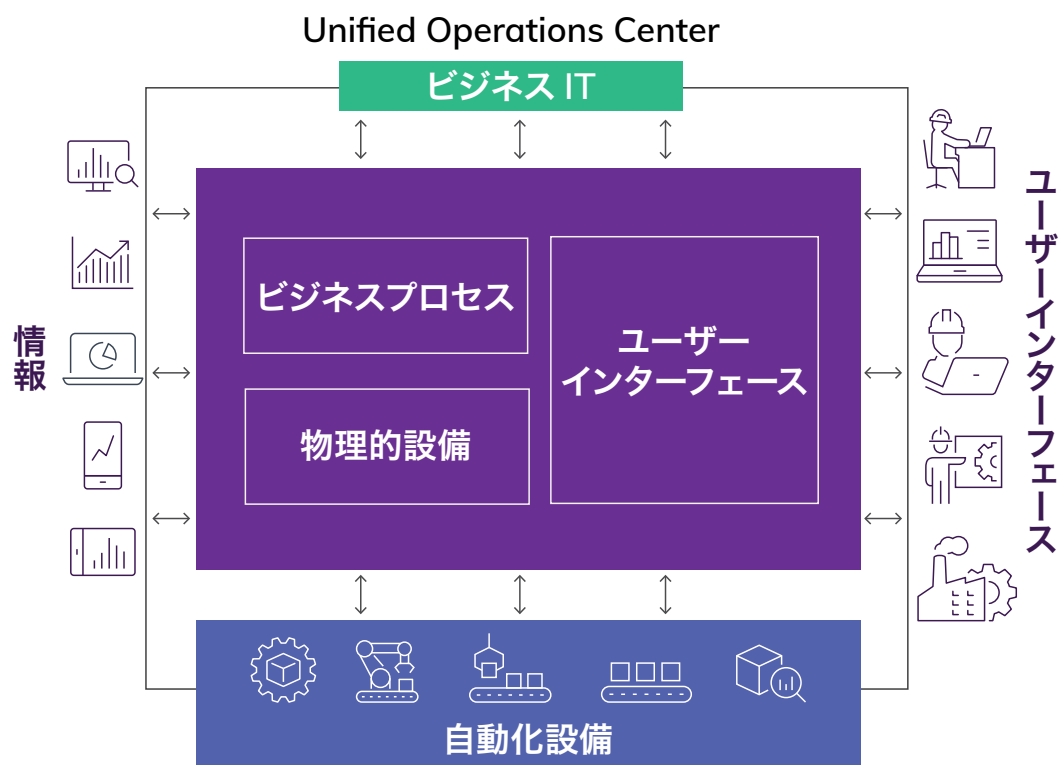 Unified Operations Center
ビジネス IT
情報
ビジネスプロセス
物理的設備
ユーザー
インターフェース
ユーザーインターフェース
自動化設備